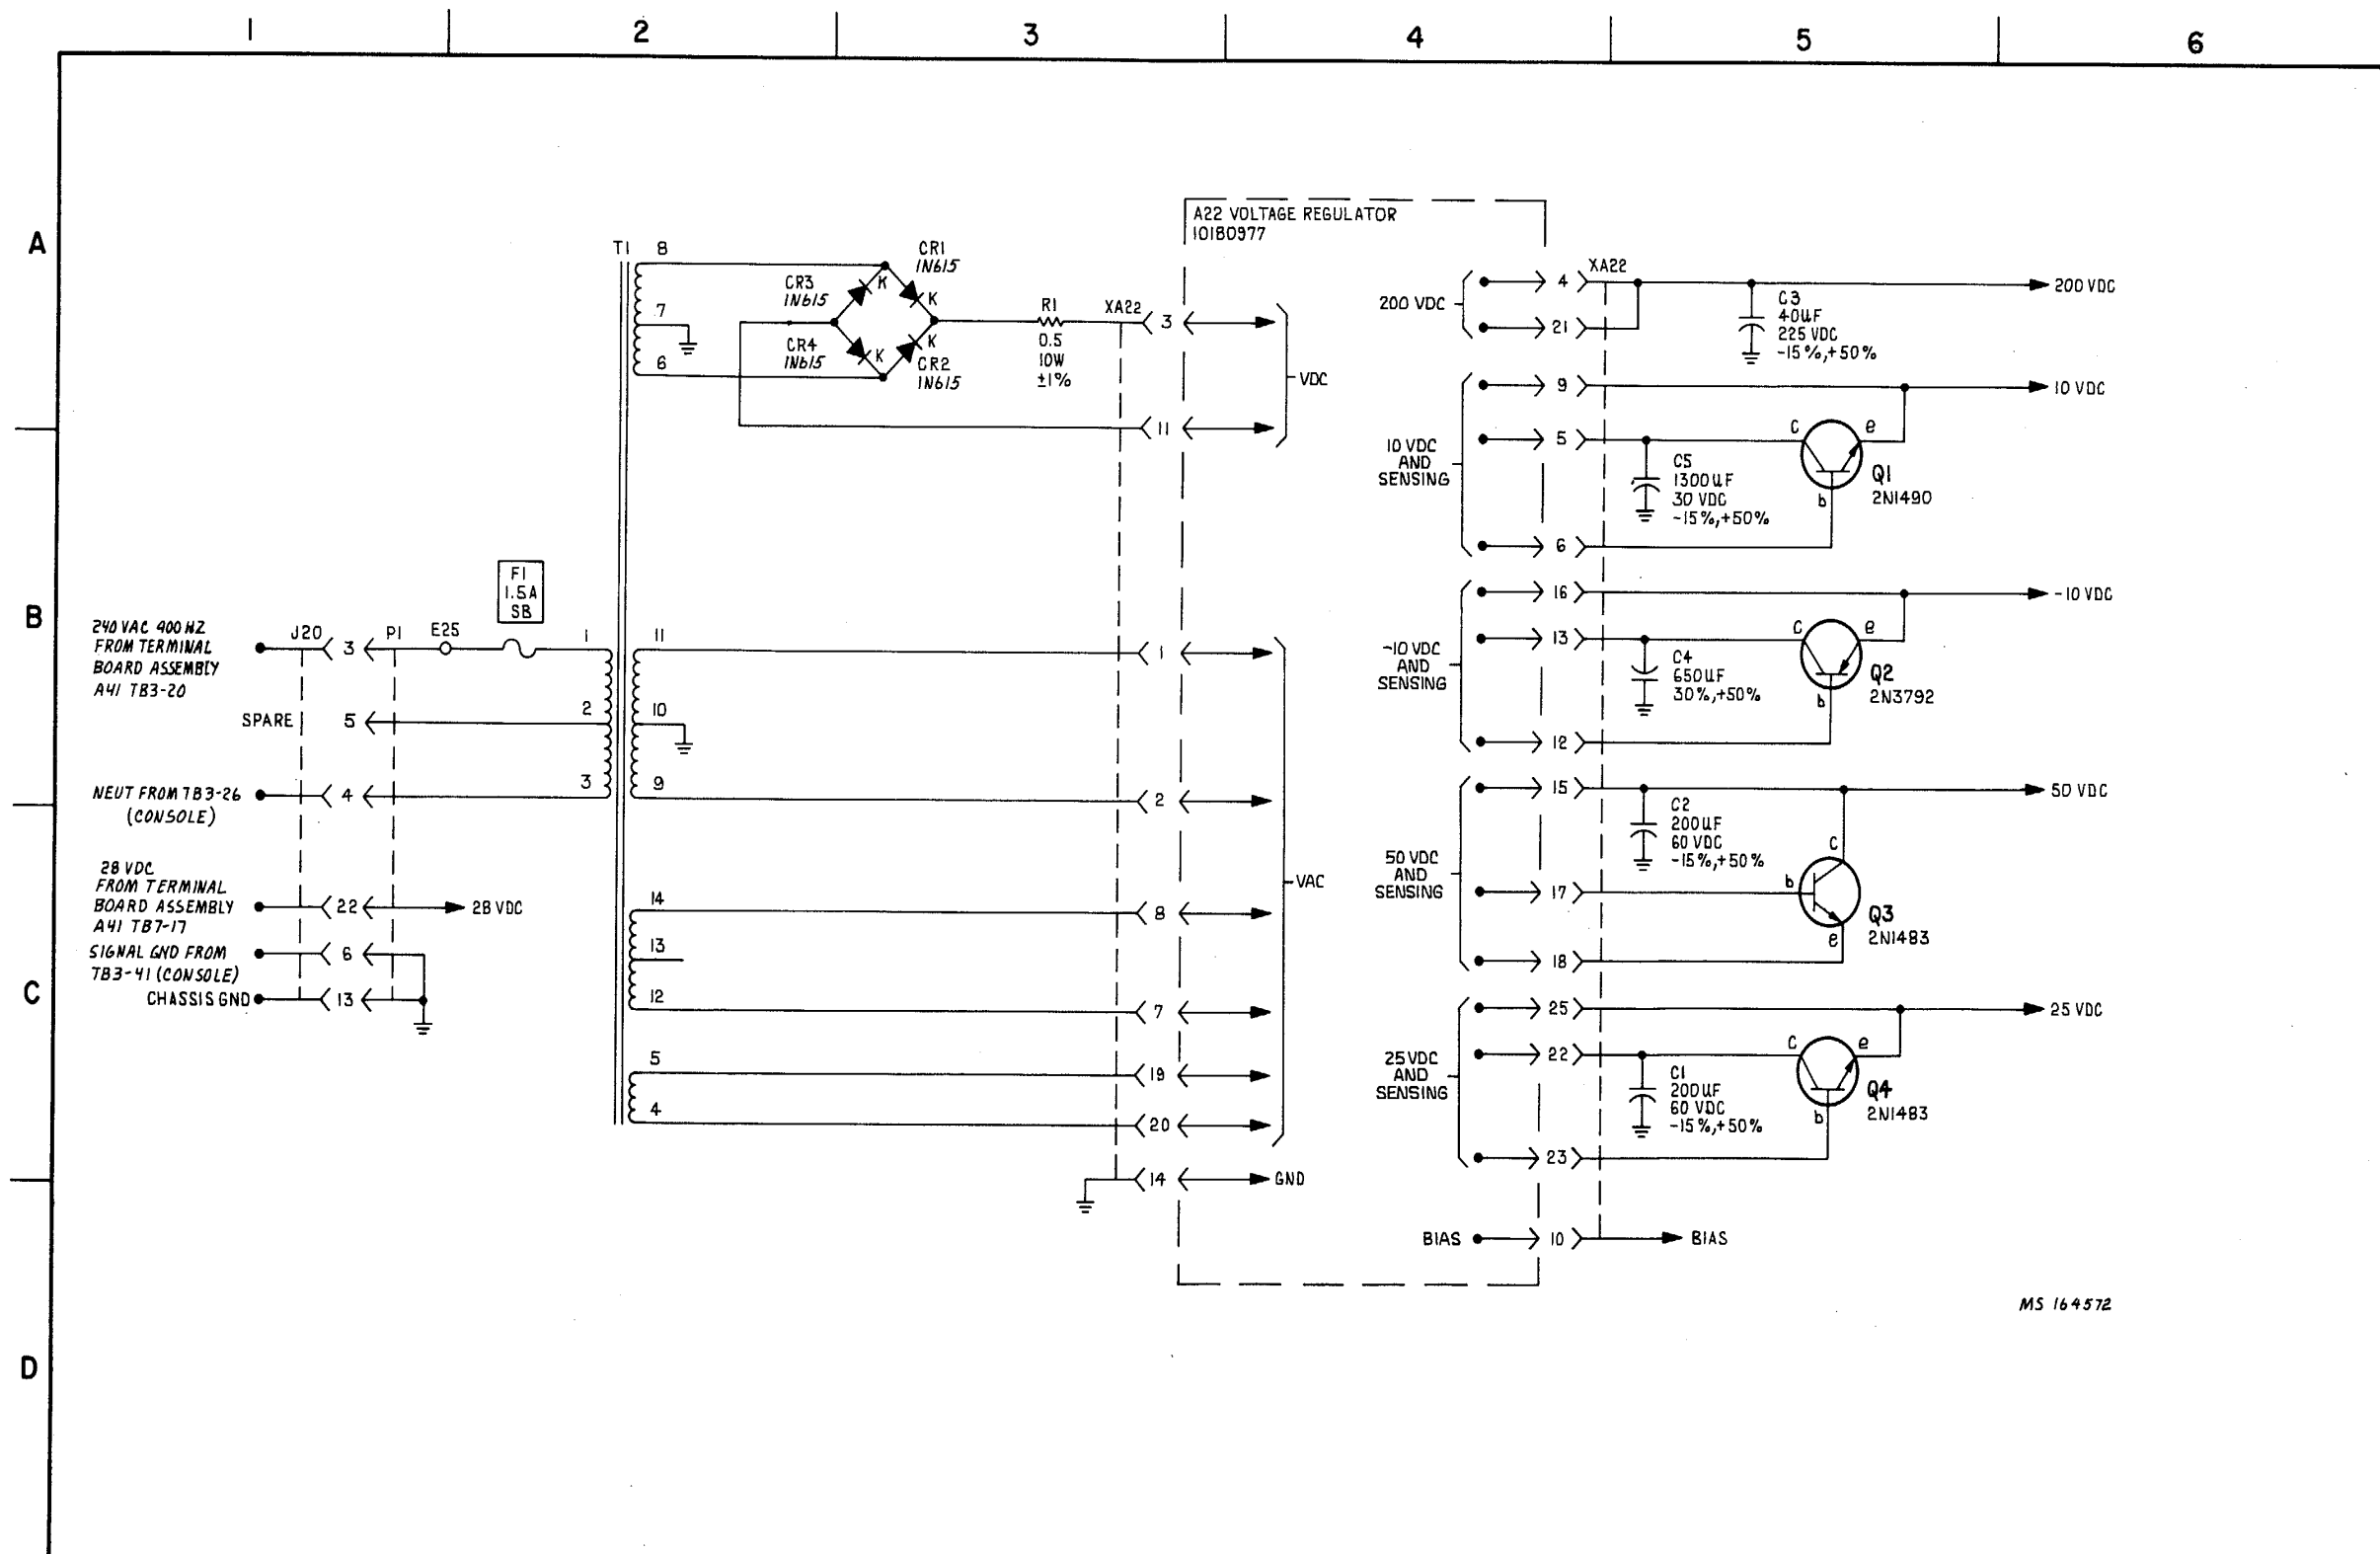 1 2 3 4 5 6
A
B
C
D
A22 VOLTAGE REGULATOR
10180977
T1
8
7
6
CR1
1N615
CR3
1N615
K
K
CR4
1N615
K
K
CR2
1N615
R1
0.5
10W
±1%
XA22
3
11
VDC
F1
1.5A
SB
240 VAC 400 HZ
FROM TERMINAL
BOARD ASSEMBLY
A41 TB3-20
J20
3
P1
E25
1
SPARE
5
2
NEUT FROM TB3-26
(CONSOLE)
4
3
28 VDC
FROM TERMINAL
BOARD ASSEMBLY
A41 TB7-17
22
28 VDC
SIGNAL GND FROM
TB3-41 (CONSOLE)
6
CHASSIS GND
13
11
10
9
14
13
12
5
4
1
2
8
7
19
20
14
VAC
GND
200 VDC
4
XA22
21
C3
40UF
225 VDC
-15%,+50%
200 VDC
10 VDC
AND
SENSING
9
5
6
C5
1300UF
30 VDC
-15%,+50%
c
e
b
Q1
2N1490
10 VDC
-10 VDC
AND
SENSING
16
13
12
C4
650UF
30%,+50%
c
e
b
Q2
2N3792
-10 VDC
50 VDC
AND
SENSING
15
17
18
C2
200UF
60 VDC
-15%,+50%
c
b
e
Q3
2N1483
50 VDC
25 VDC
AND
SENSING
25
22
23
C1
200UF
60 VDC
-15%,+50%
c
e
b
Q4
2N1483
25 VDC
BIAS
10
BIAS
MS 164572